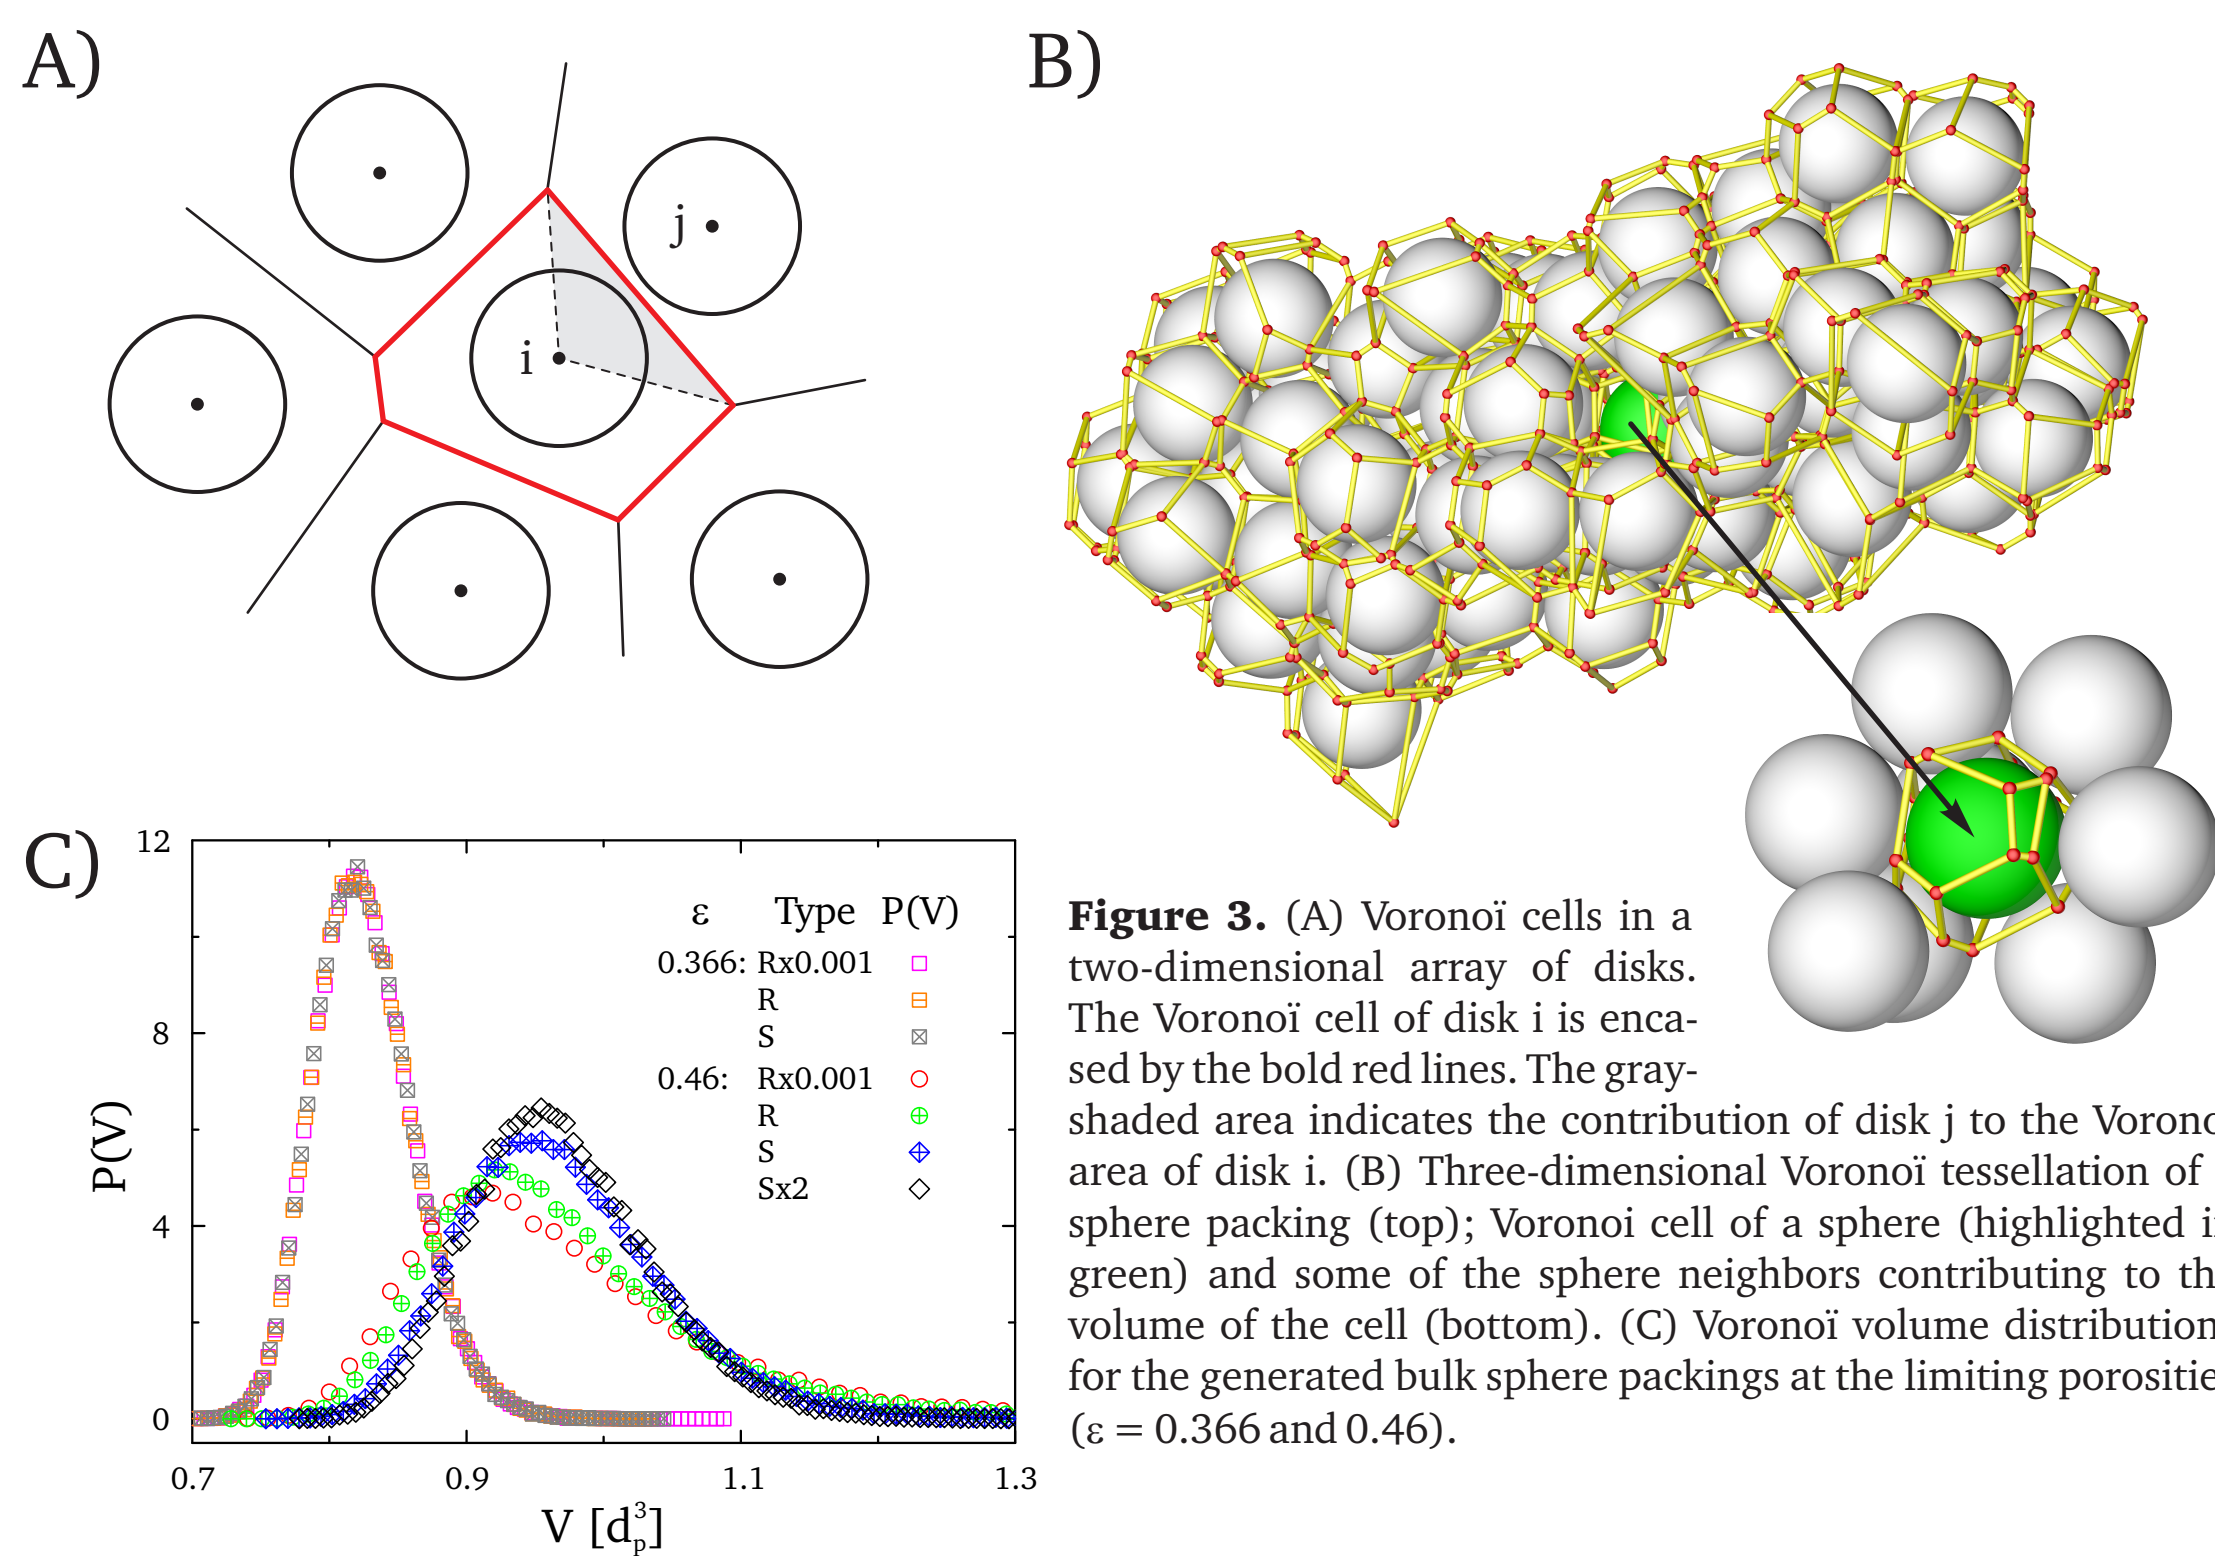 A)
B)
j
i
C)
12
8
4
0
P(V)
0.7 0.9 1.1 1.3
V [d_p^3]
ε Type P(V)
0.366: Rx0.001
R
S
0.46: Rx0.001
R
S
Sx2
Figure 3. (A) Voronoï cells in a
two-dimensional array of disks.
The Voronoï cell of disk i is enca-
sed by the bold red lines. The gray-
shaded area indicates the contribution of disk j to the
area of disk i. (B) Three-dimensional Voronoï tessellation of
sphere packing (top); Voronoi cell of a sphere (highlighted
green) and some of the sphere neighbors contributing to
volume of the cell (bottom). (C) Voronoï volume
for the generated bulk sphere packings at the limiting
(ε = 0.366 and 0.46).